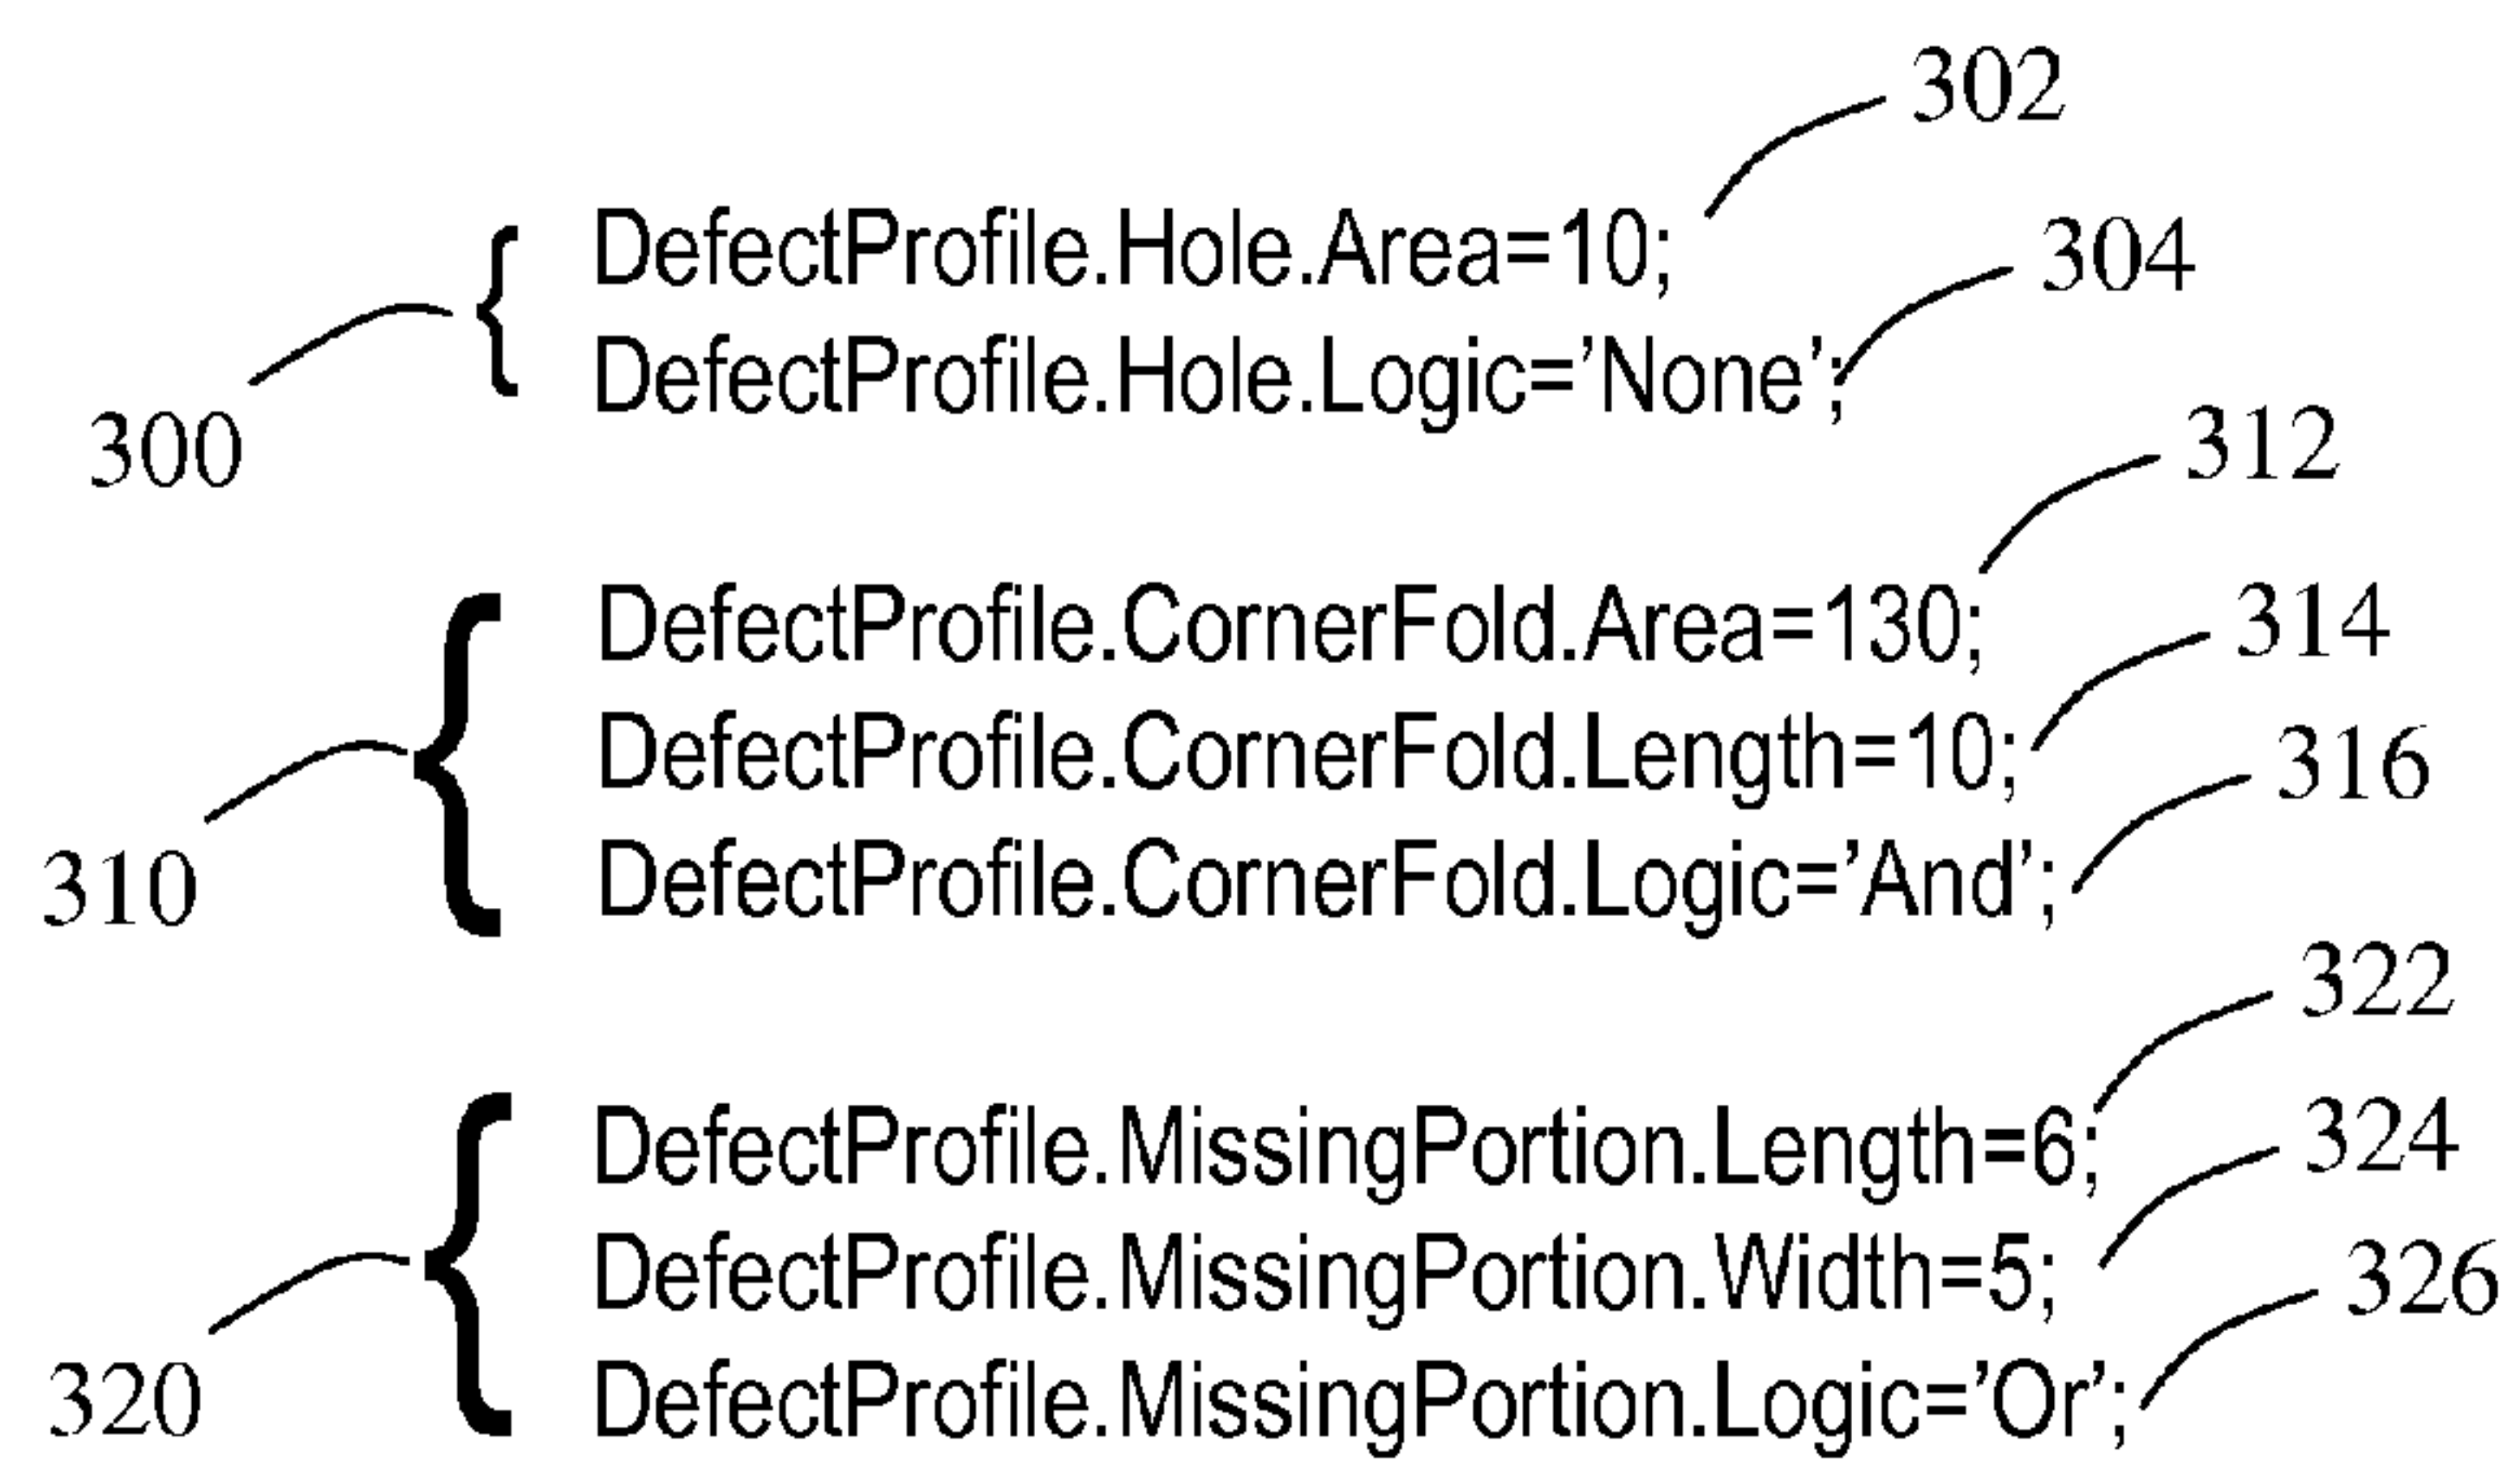 302
DefectProfile.Hole.Area=10;
304
DefectProfile.Hole.Logic='None';
300
312
DefectProfile.CornerFold.Area=130;
314
DefectProfile.CornerFold.Length=10;
316
DefectProfile.CornerFold.Logic='And';
310
322
DefectProfile.MissingPortion.Length=6;
324
DefectProfile.MissingPortion.Width=5;
326
DefectProfile.MissingPortion.Logic='Or';
320